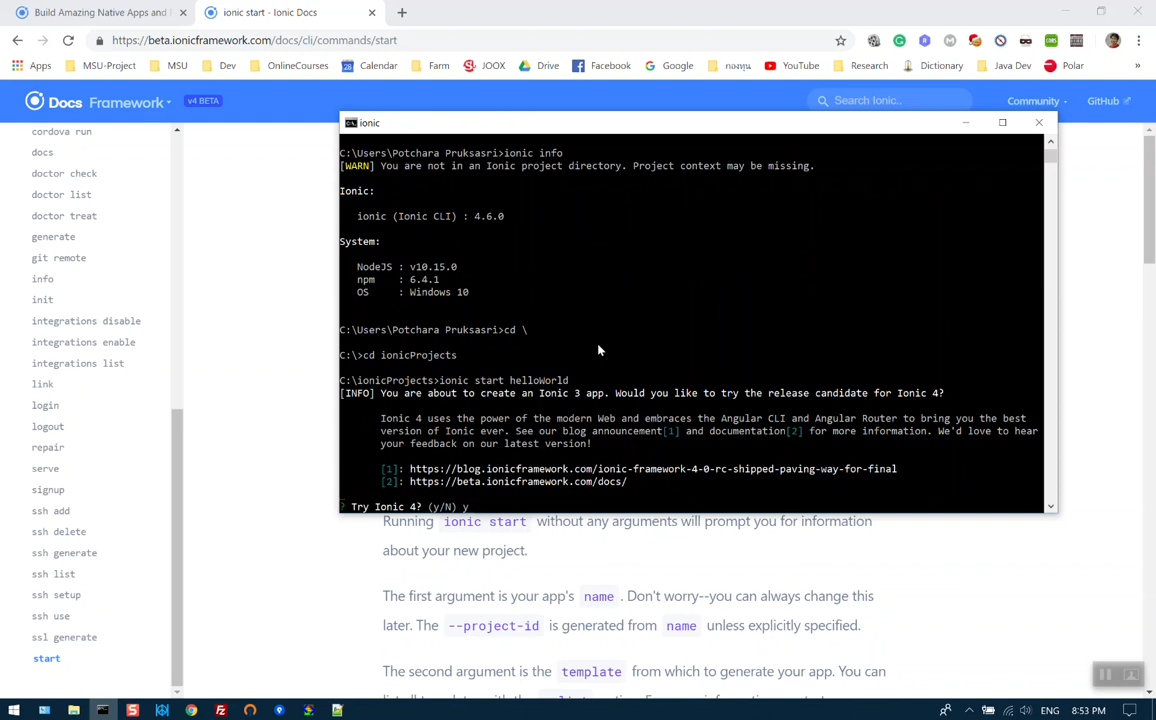 Build Amazing Native Apps and
ionic start - Ionic Docs
https://beta.ionicframework.com/docs/cli/commands/start
Apps
MSU-Project
MSU
Dev
OnlineCourses
Calendar
Farm
JOOX
Drive
Facebook
Google
กองทุน
YouTube
Research
Dictionary
Java Dev
Polar
»
Docs Framework
v4 BETA
Search Ionic..
Community
GitHub
cordova run
docs
doctor check
doctor list
doctor treat
generate
git remote
info
init
integrations disable
integrations enable
integrations list
link
login
logout
repair
serve
signup
ssh add
ssh delete
ssh generate
ssh list
ssh setup
ssh use
ssl generate
start
ionic
C:\Users\Potchara Pruksasri>ionic info
[WARN] You are not in an Ionic project directory. Project context may be missing.
Ionic:
ionic (Ionic CLI) : 4.6.0
System:
NodeJS : v10.15.0
npm : 6.4.1
OS : Windows 10
C:\Users\Potchara Pruksasri>cd \
C:\>cd ionicProjects
C:\ionicProjects>ionic start helloWorld
[INFO] You are about to create an Ionic 3 app. Would you like to try the release candidate for Ionic 4?
Ionic 4 uses the power of the modern Web and embraces the Angular CLI and Angular Router to bring you the best
version of Ionic ever. See our blog announcement[1] and documentation[2] for more information. We'd love to hear
your feedback on our latest version!
[1]: https://blog.ionicframework.com/ionic-framework-4-0-rc-shipped-paving-way-for-final
[2]: https://beta.ionicframework.com/docs/
? Try Ionic 4? (y/N) y
Running ionic start without any arguments will prompt you for information
about your new project.
The first argument is your app's name . Don't worry--you can always change this
later. The --project-id is generated from name unless explicitly specified.
The second argument is the template from which to generate your app. You can
ENG
8:53 PM